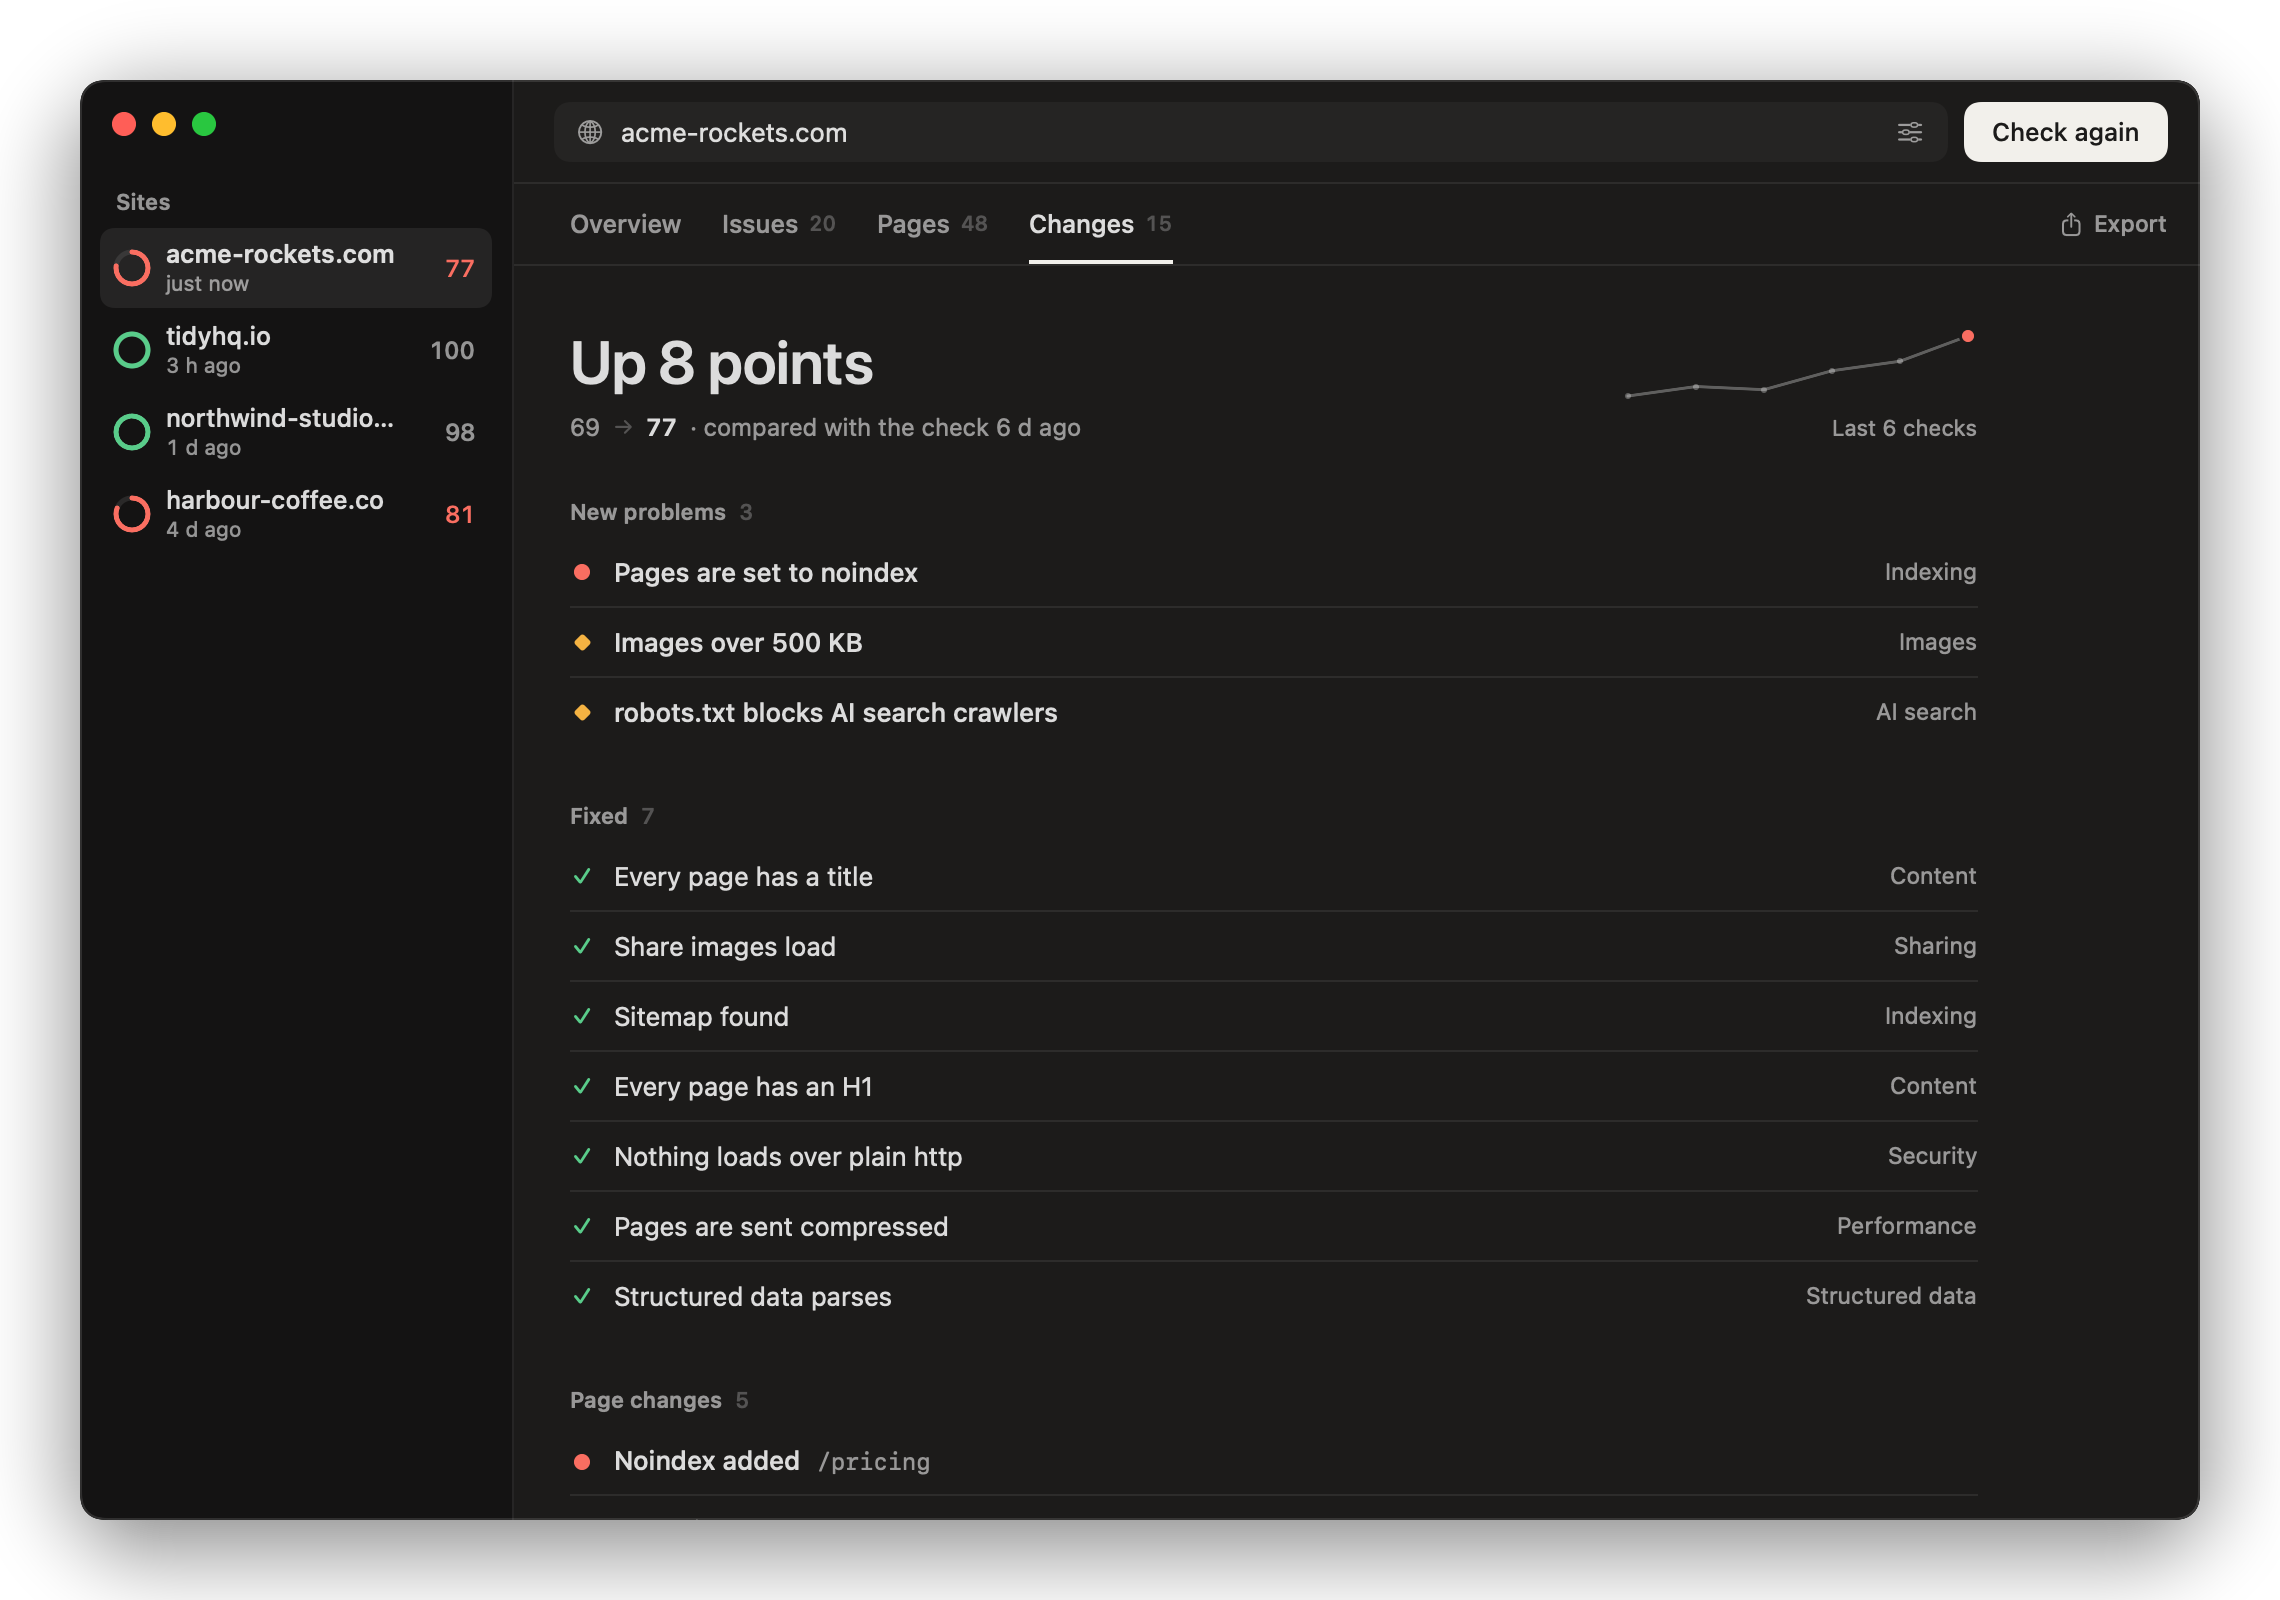 Sites
acme-rockets.com
just now
77
tidyhq.io
3 h ago
100
northwind-studio...
1 d ago
98
harbour-coffee.co
4 d ago
81
acme-rockets.com
Check again
Overview
Issues 20
Pages 48
Changes 15
Export
Up 8 points
69 → 77 · compared with the check 6 d ago
Last 6 checks
New problems 3
Pages are set to noindex Indexing
Images over 500 KB Images
robots.txt blocks AI search crawlers AI search
Fixed 7
Every page has a title Content
Share images load Sharing
Sitemap found Indexing
Every page has an H1 Content
Nothing loads over plain http Security
Pages are sent compressed Performance
Structured data parses Structured data
Page changes 5
Noindex added /pricing